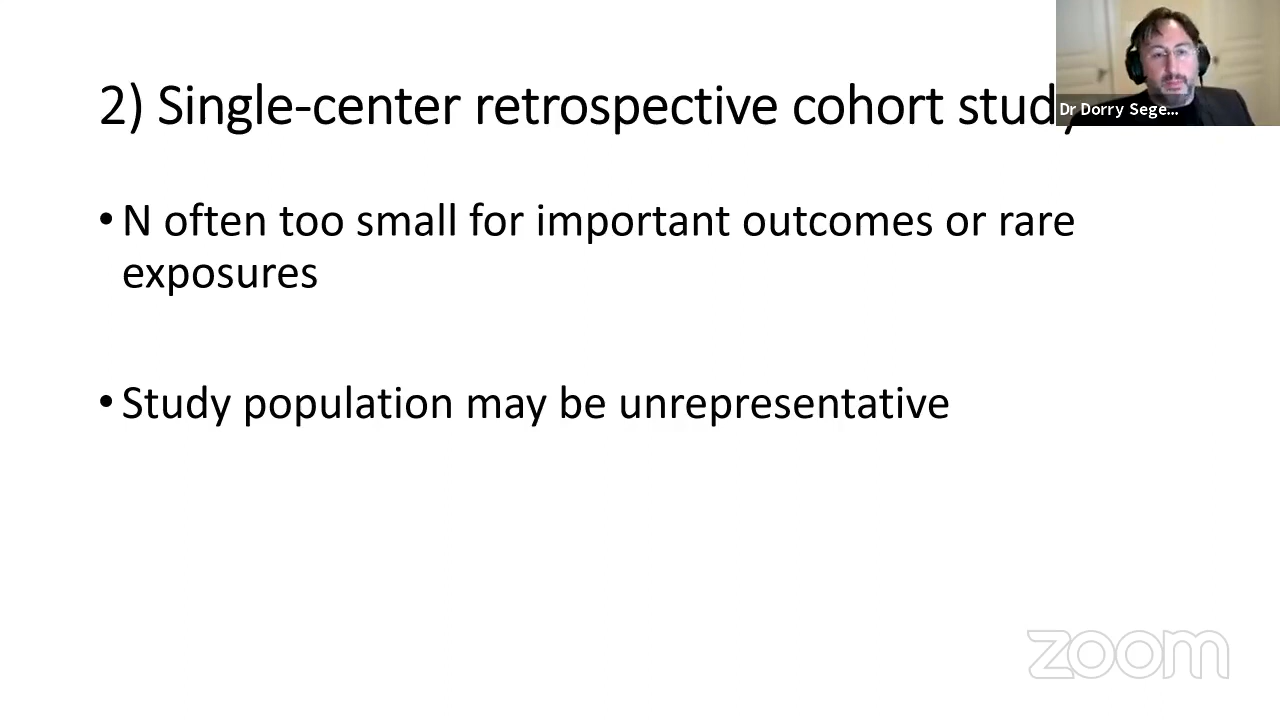 2) Single-center retrospective cohort study
Dr Dorry Sege...
• N often too small for important outcomes or rare
exposures
• Study population may be unrepresentative
zoom